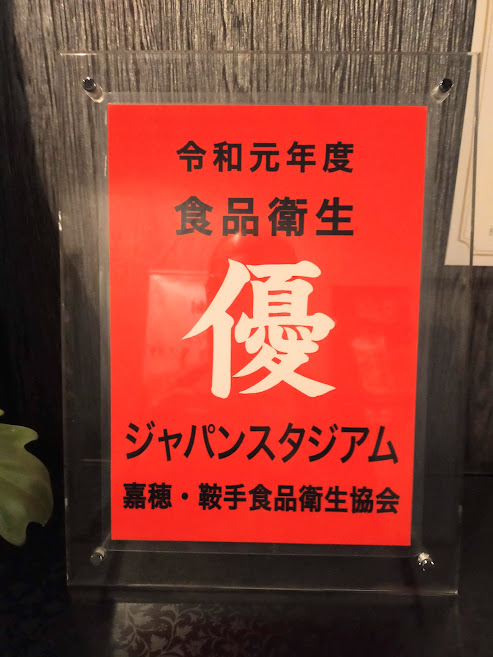 令和元年度
食品衛生
優
ジャパンスタジアム
嘉穂・鞍手食品衛生協会